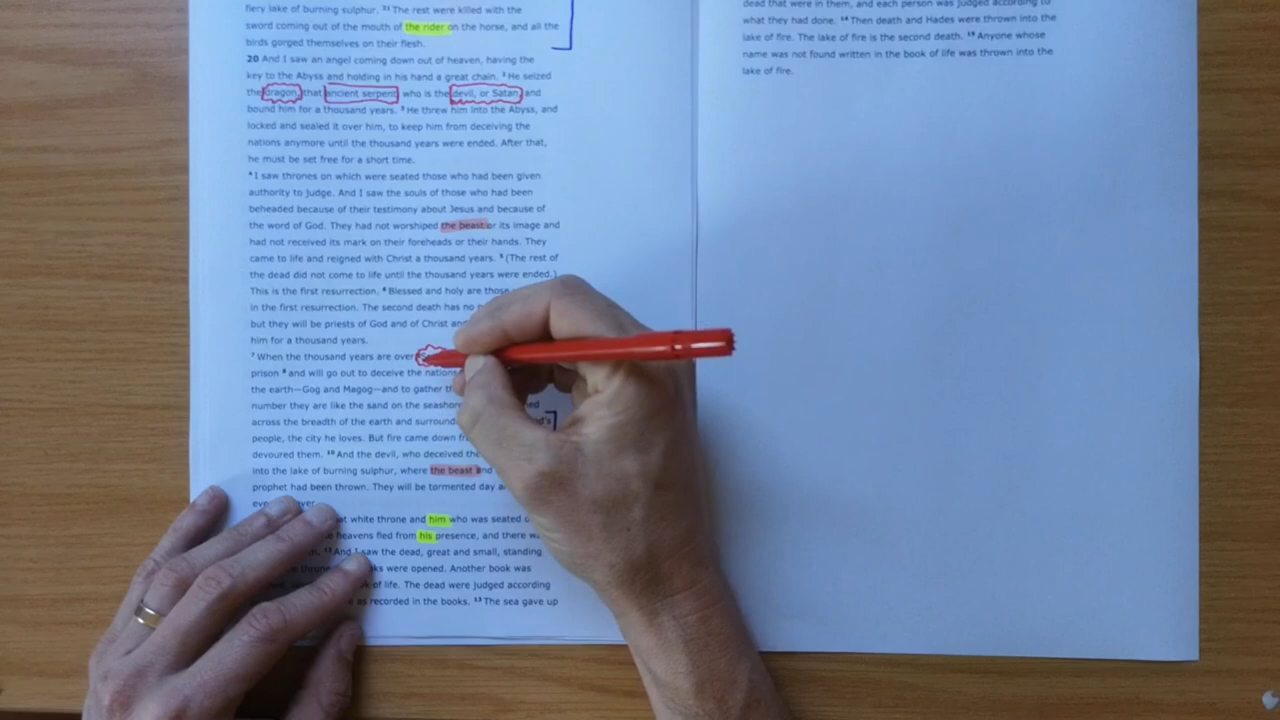 fiery lake of burning sulphur. 21 The rest were killed with the
sword coming out of the mouth of the rider on the horse, and all the
birds gorged themselves on their flesh.
20 And I saw an angel coming down out of heaven, having the
key to the Abyss and holding in his hand a great chain. 2 He seized
the dragon, that ancient serpent, who is the devil, or Satan, and
bound him for a thousand years. 3 He threw him into the Abyss, and
locked and sealed it over him, to keep him from deceiving the
nations anymore until the thousand years were ended. After that,
he must be set free for a short time.
4 I saw thrones on which were seated those who had been given
authority to judge. And I saw the souls of those who had been
beheaded because of their testimony about Jesus and because of
the word of God. They had not worshiped the beast or its image and
had not received its mark on their foreheads or their hands. They
came to life and reigned with Christ a thousand years. 5 (The rest of
the dead did not come to life until the thousand years were ended.)
This is the first resurrection. 6 Blessed and holy are those
in the first resurrection. The second death has no
but they will be priests of God and of Christ and
him for a thousand years.
7 When the thousand years are over
prison 8 and will go out to deceive the nations
the earth—Gog and Magog—and to gather
number they are like the sand on the seashore
across the breadth of the earth and surround
people, the city he loves. But fire came down
devoured them. 10 And the devil, who deceived
into the lake of burning sulphur, where the beast and
prophet had been thrown. They will be tormented day
at white throne and him who was seated
heavens fled from his presence, and there
12 And I saw the dead, great and small, standing
were opened. Another book was
of life. The dead were judged according
as recorded in the books. 13 The sea gave up
dead that were in them, and each person was judged according to
what they had done. 14 Then death and Hades were thrown into the
lake of fire. The lake of fire is the second death. 15 Anyone whose
name was not found written in the book of life was thrown into the
lake of fire.